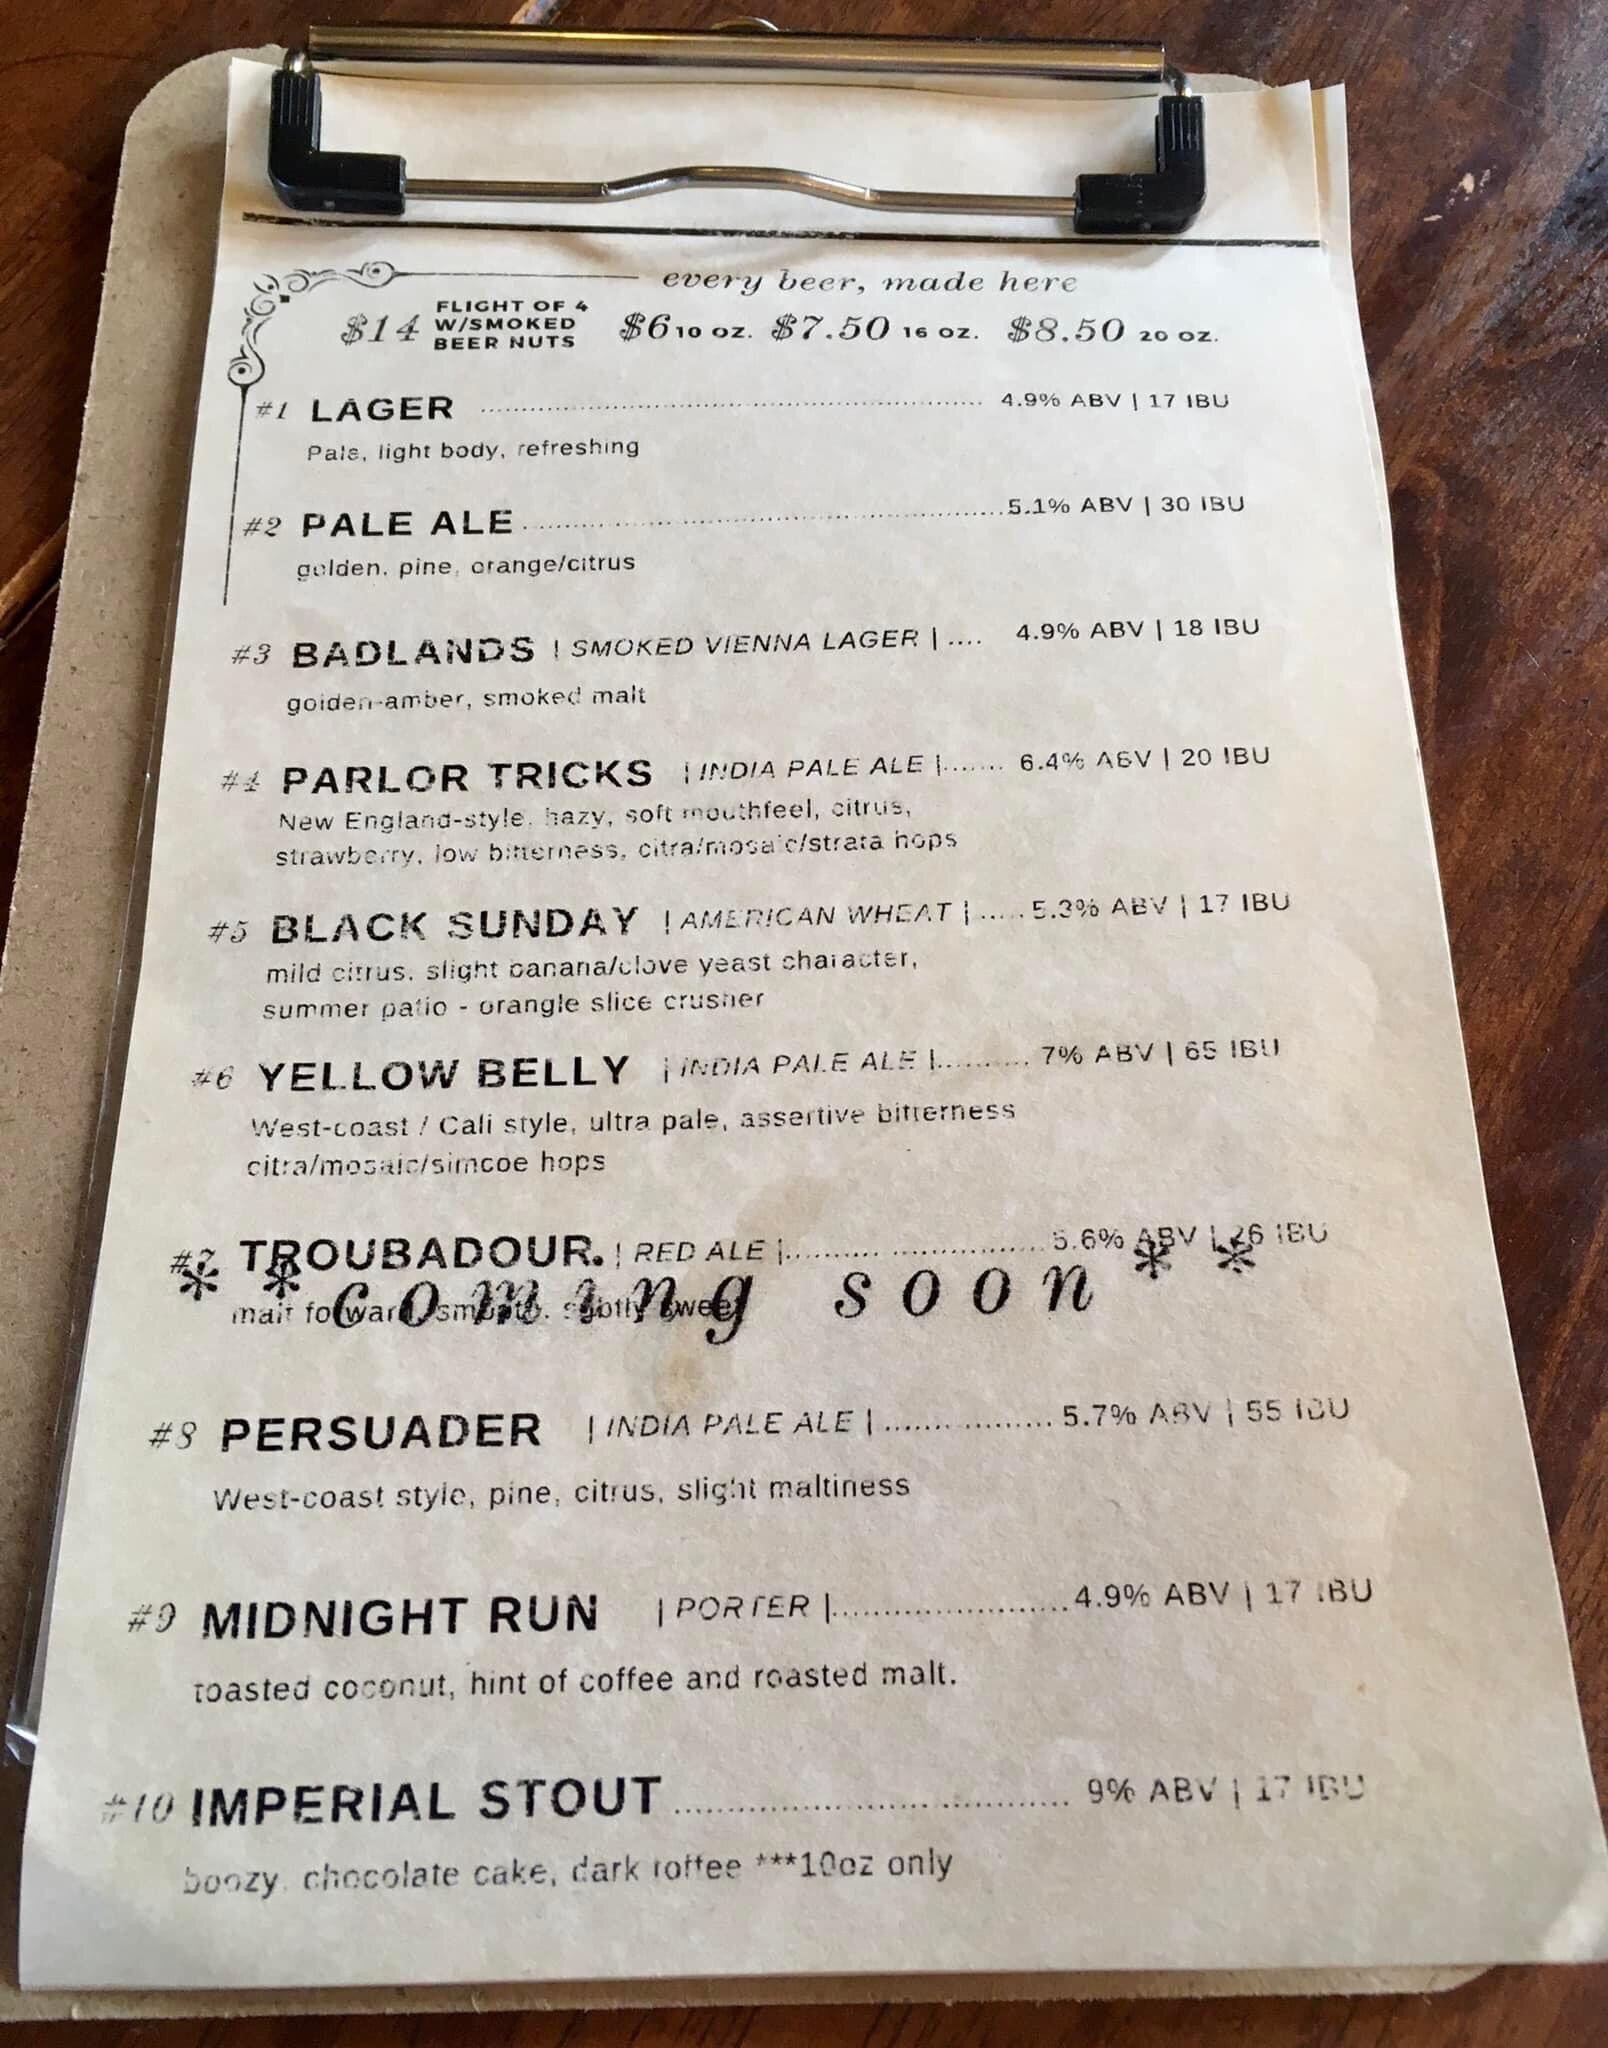 every beer, made here
$14 FLIGHT OF 4 W/SMOKED BEER NUTS $6 10 OZ. $7.50 16 OZ. $8.50 20 OZ.
#1 LAGER 4.9% ABV | 17 IBU
Pale, light body, refreshing
#2 PALE ALE 5.1% ABV | 30 IBU
golden, pine, orange/citrus
#3 BADLANDS | SMOKED VIENNA LAGER | .... 4.9% ABV | 18 IBU
golden-amber, smoked malt
#4 PARLOR TRICKS | INDIA PALE ALE |....... 6.4% ABV | 20 IBU
New England-style, hazy, soft mouthfeel, citrus,
strawberry, low bitterness, citra/mosaic/strata hops
#5 BLACK SUNDAY | AMERICAN WHEAT | ..... 5.3% ABV | 17 IBU
mild citrus, slight banana/clove yeast character,
summer patio - orangle slice crusher
#6 YELLOW BELLY | INDIA PALE ALE |.......... 7% ABV | 65 IBU
West-coast / Cali style, ultra pale, assertive bitterness
citra/mosaic/simcoe hops
#7 TROUBADOUR. | RED ALE | 5.6% ABV | 26 IBU
* * coming soon * *
malt forward, smooth, subtly sweet
#8 PERSUADER | INDIA PALE ALE | 5.7% ABV | 55 IBU
West-coast style, pine, citrus, slight maltiness
#9 MIDNIGHT RUN | PORTER | 4.9% ABV | 17 IBU
toasted coconut, hint of coffee and roasted malt.
#10 IMPERIAL STOUT 9% ABV | 17 IBU
boozy, chocolate cake, dark toffee ***10oz only